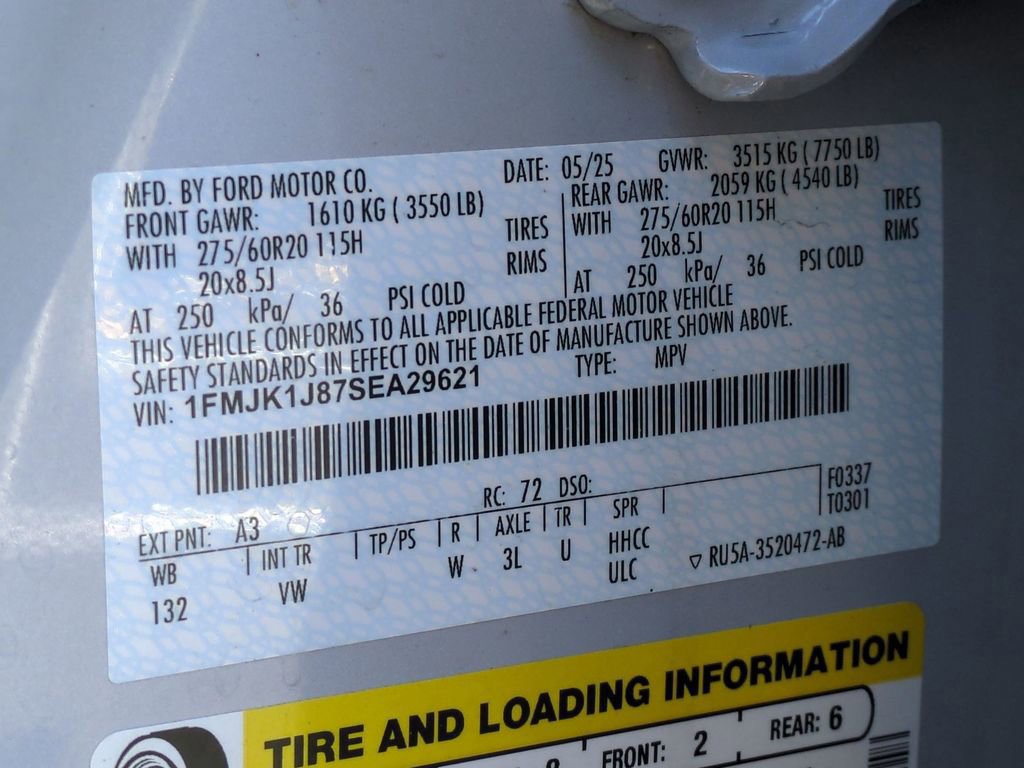 MFD. BY FORD MOTOR CO. DATE: 05/25 GVWR: 3515 KG ( 7750 LB)
FRONT GAWR: 1610 KG ( 3550 LB) REAR GAWR: 2059 KG ( 4540 LB)
WITH 275/60R20 115H TIRES WITH 275/60R20 115H TIRES
20x8.5J RIMS 20x8.5J RIMS
AT 250 kPa/ 36 PSI COLD AT 250 kPa/ 36 PSI COLD
THIS VEHICLE CONFORMS TO ALL APPLICABLE FEDERAL MOTOR VEHICLE
SAFETY STANDARDS IN EFFECT ON THE DATE OF MANUFACTURE SHOWN ABOVE.
VIN: 1FMJK1J87SEA29621 TYPE: MPV
F0337
EXT PNT: A3 RC: 72 DSO: T0301
WB INT TR TP/PS R AXLE TR SPR
132 VW W 3L U HHCC
ULC ▽ RU5A-3520472-AB
TIRE AND LOADING INFORMATION
FRONT: 2 REAR: 6